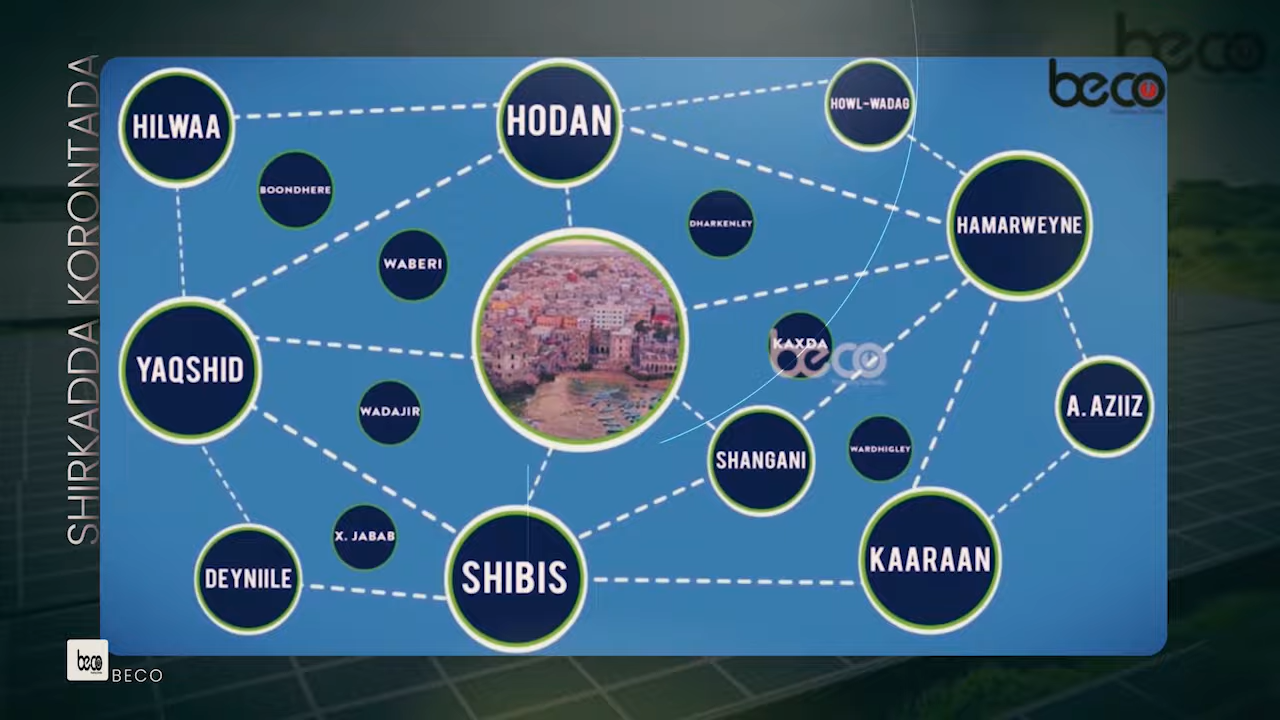 beco
SHIRKADDA KORONTADA
beco
HILWAA
HODAN
HOWL-WADAG
BOONDHERE
DHARKENLEY
HAMARWEYNE
WABERI
KAXDA
beco
YAQSHID
WADAJIR
A. AZIIZ
SHANGANI
WARDHIGLEY
X. JABAB
DEYNIILE
SHIBIS
KAARAAN
beco
BECO